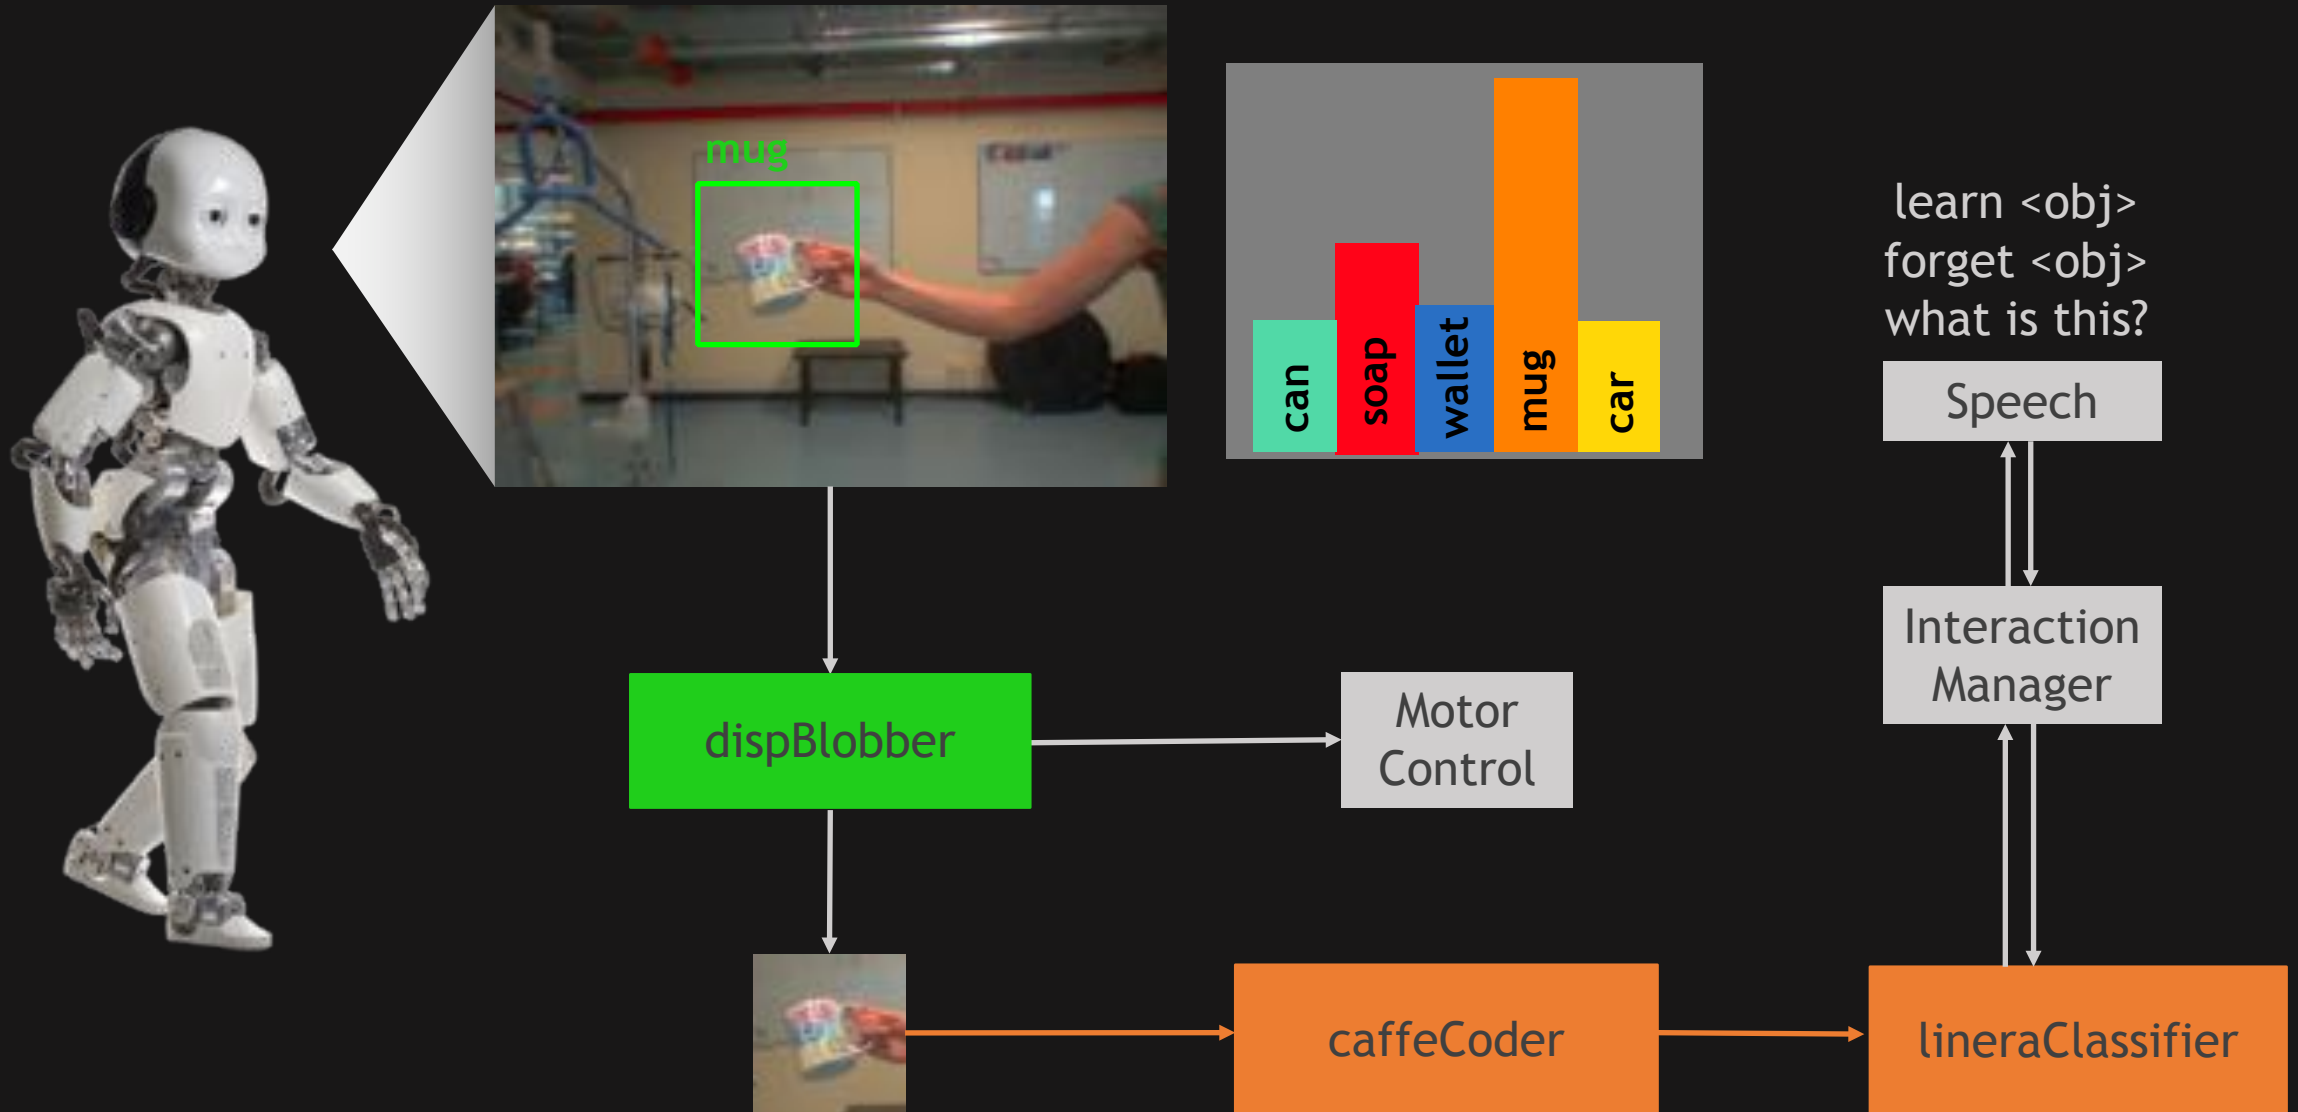 mug
can
soap
wallet
mug
car
learn <obj>
forget <obj>
what is this?
Speech
Interaction
Manager
dispBlobber
Motor
Control
caffeCoder
lineraClassifier